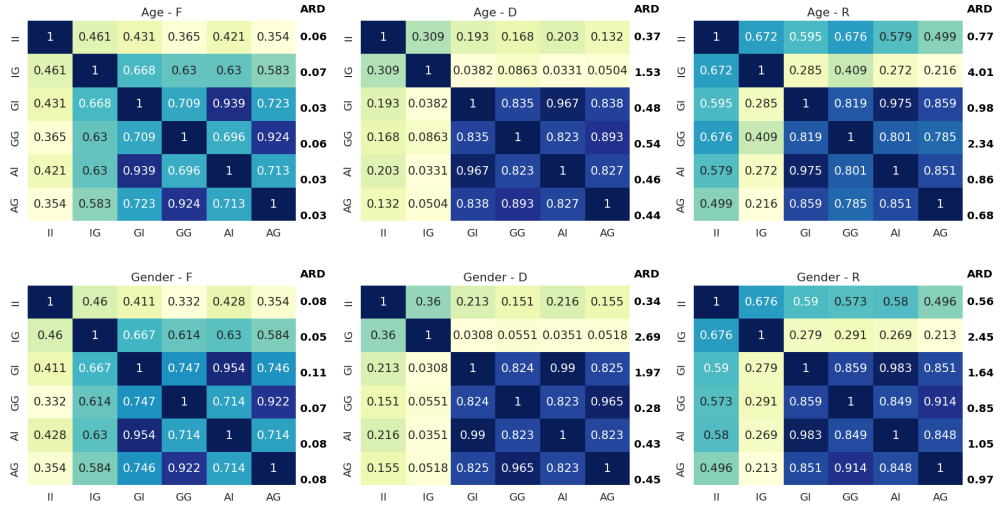 Age - F ARD
II 1 0.461 0.431 0.365 0.421 0.354 0.06
IG 0.461 1 0.668 0.63 0.63 0.583 0.07
GI 0.431 0.668 1 0.709 0.939 0.723 0.03
GG 0.365 0.63 0.709 1 0.696 0.924 0.06
AI 0.421 0.63 0.939 0.696 1 0.713 0.03
AG 0.354 0.583 0.723 0.924 0.713 1 0.03
II IG GI GG AI AG
Age - D ARD
II 1 0.309 0.193 0.168 0.203 0.132 0.37
IG 0.309 1 0.0382 0.0863 0.0331 0.0504 1.53
GI 0.193 0.0382 1 0.835 0.967 0.838 0.48
GG 0.168 0.0863 0.835 1 0.823 0.893 0.54
AI 0.203 0.0331 0.967 0.823 1 0.827 0.46
AG 0.132 0.0504 0.838 0.893 0.827 1 0.44
II IG GI GG AI AG
Age - R ARD
II 1 0.672 0.595 0.676 0.579 0.499 0.77
IG 0.672 1 0.285 0.409 0.272 0.216 4.01
GI 0.595 0.285 1 0.819 0.975 0.859 0.98
GG 0.676 0.409 0.819 1 0.801 0.785 2.34
AI 0.579 0.272 0.975 0.801 1 0.851 0.86
AG 0.499 0.216 0.859 0.785 0.851 1 0.68
II IG GI GG AI AG
Gender - F ARD
II 1 0.46 0.411 0.332 0.428 0.354 0.08
IG 0.46 1 0.667 0.614 0.63 0.584 0.05
GI 0.411 0.667 1 0.747 0.954 0.746 0.11
GG 0.332 0.614 0.747 1 0.714 0.922 0.07
AI 0.428 0.63 0.954 0.714 1 0.714 0.08
AG 0.354 0.584 0.746 0.922 0.714 1 0.08
II IG GI GG AI AG
Gender - D ARD
II 1 0.36 0.213 0.151 0.216 0.155 0.34
IG 0.36 1 0.0308 0.0551 0.0351 0.0518 2.69
GI 0.213 0.0308 1 0.824 0.99 0.825 1.97
GG 0.151 0.0551 0.824 1 0.823 0.965 0.28
AI 0.216 0.0351 0.99 0.823 1 0.823 0.43
AG 0.155 0.0518 0.825 0.965 0.823 1 0.45
II IG GI GG AI AG
Gender - R ARD
II 1 0.676 0.59 0.573 0.58 0.496 0.56
IG 0.676 1 0.279 0.291 0.269 0.213 2.45
GI 0.59 0.279 1 0.859 0.983 0.851 1.64
GG 0.573 0.291 0.859 1 0.849 0.914 0.85
AI 0.58 0.269 0.983 0.849 1 0.848 1.05
AG 0.496 0.213 0.851 0.914 0.848 1 0.97
II IG GI GG AI AG